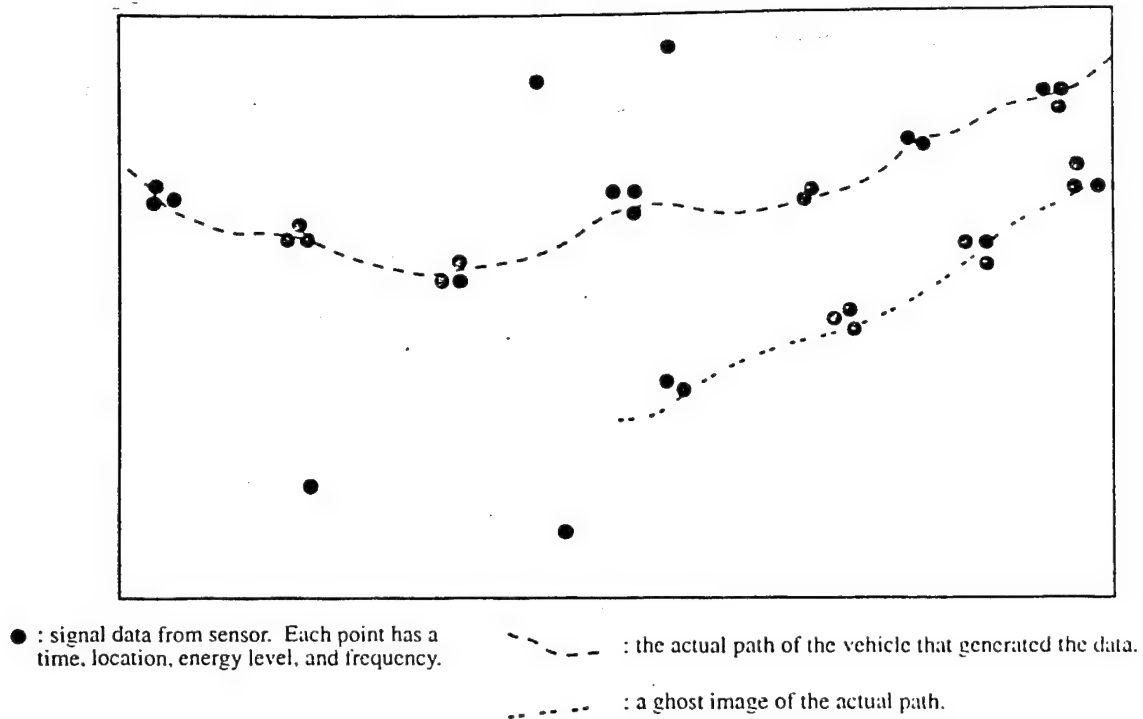 : signal data from sensor. Each point has a
time, location, energy level, and frequency.
: the actual path of the vehicle that generated the data.
: a ghost image of the actual path.